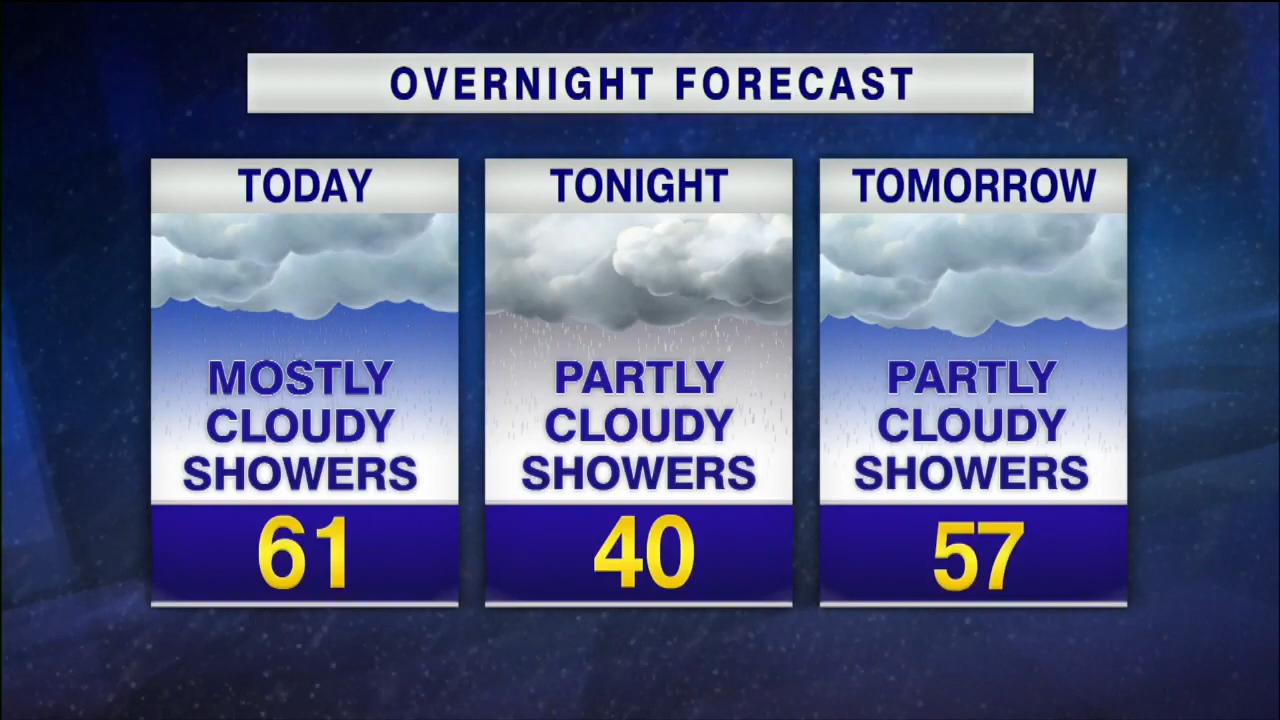 OVERNIGHT FORECAST
TODAY
MOSTLY
CLOUDY
SHOWERS
61
TONIGHT
PARTLY
CLOUDY
SHOWERS
40
TOMORROW
PARTLY
CLOUDY
SHOWERS
57